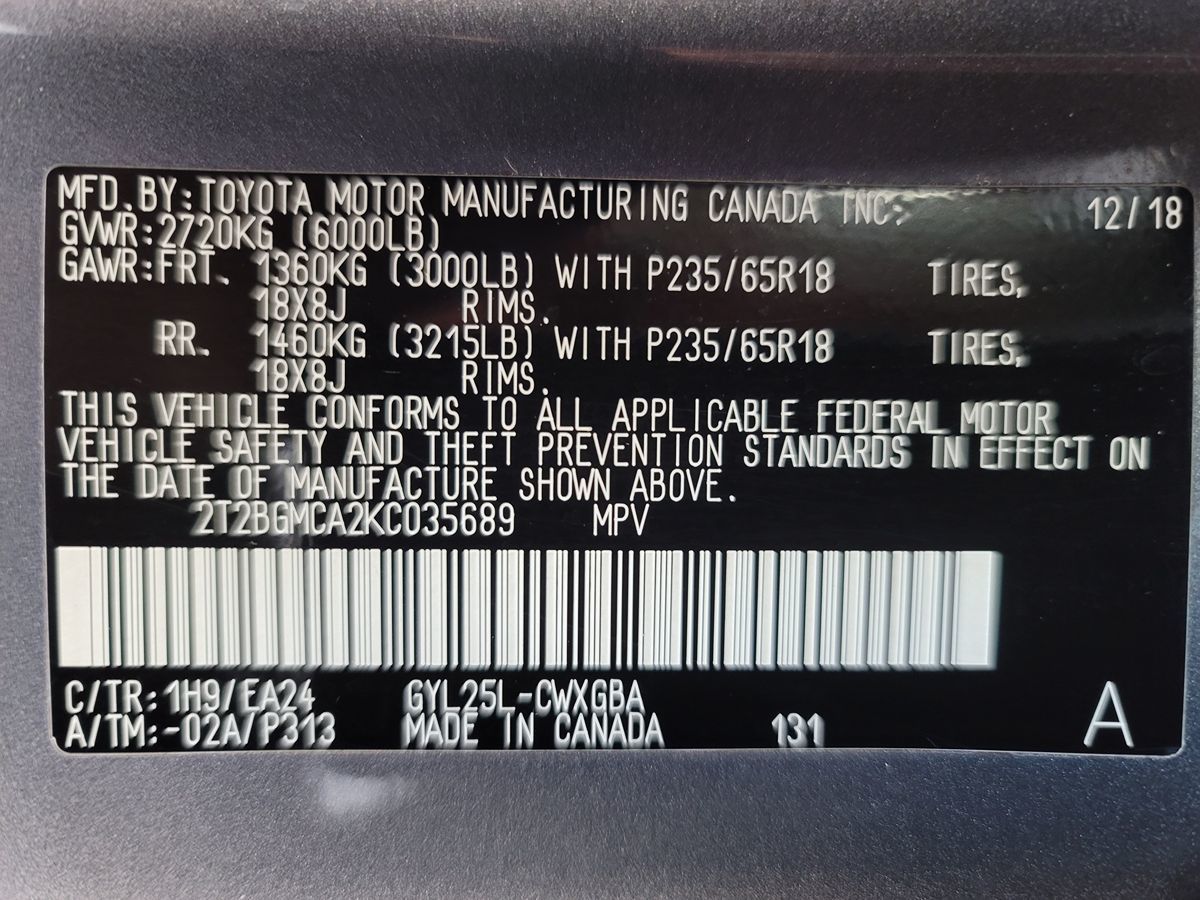 MFD. BY: TOYOTA MOTOR MANUFACTURING CANADA INC. 12/18
GVWR: 2720KG (6000LB)
GAWR: FRT. 1360KG (3000LB) WITH P235/65R18 TIRES,
18X8J RIMS.
RR. 1460KG (3215LB) WITH P235/65R18 TIRES,
18X8J RIMS.
THIS VEHICLE CONFORMS TO ALL APPLICABLE FEDERAL MOTOR
VEHICLE SAFETY AND THEFT PREVENTION STANDARDS IN EFFECT ON
THE DATE OF MANUFACTURE SHOWN ABOVE.
2T2BGMCA2KC035689 MPV
C/TR: 1H9/EA24 GYL25L-CWXGBA
A/TM: -02A/P313 MADE IN CANADA 131 A